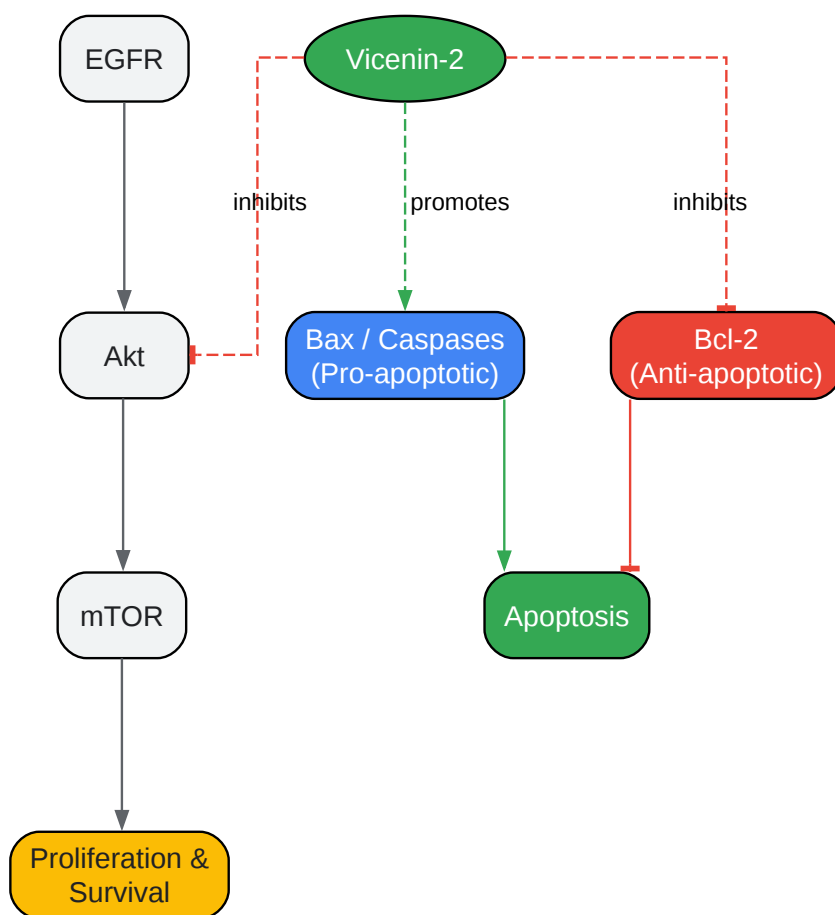 EGFR
Vicenin-2
inhibits
promotes
inhibits
Akt
Bax / Caspases
(Pro-apoptotic)
Bcl-2
(Anti-apoptotic)
mTOR
Apoptosis
Proliferation &
Survival